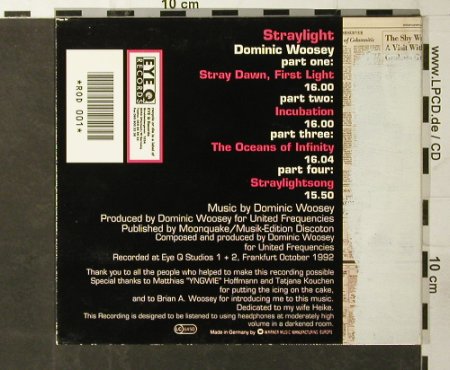 Straylight
Dominic Woosey
part one:
Stray Dawn, First Light
16.00
part two:
Incubation
16.00
part three:
The Oceans of Infinity
16.04
part four:
Straylightsong
15.50
Music by Dominic Woosey
Produced by Dominic Woosey for United Frequencies
Published by Moonquake/Musik-Edition Discoton
Composed and produced by Dominic Woosey
for United Frequencies
Recorded at Eye Q Studios 1 + 2, Frankfurt October 1992
Thank you to all the people who helped to make this recording possible
Special thanks to Matthias "YNGWIE" Hoffmann and Tatjana Kouchen
for putting the icing on the cake,
and to Brian A. Woosey for introducing me to this music.
Dedicated to my wife Heike.
This Recording is designed to be listened to using headphones at moderately high
volume in a darkened room.
Made in Germany by WARNER MUSIC MANUFACTURING EUROPE
EYE Q
RECORDS
*ROD 001*
The Shy
A Visit
www.LPCD.de / CD
10 cm
10 cm